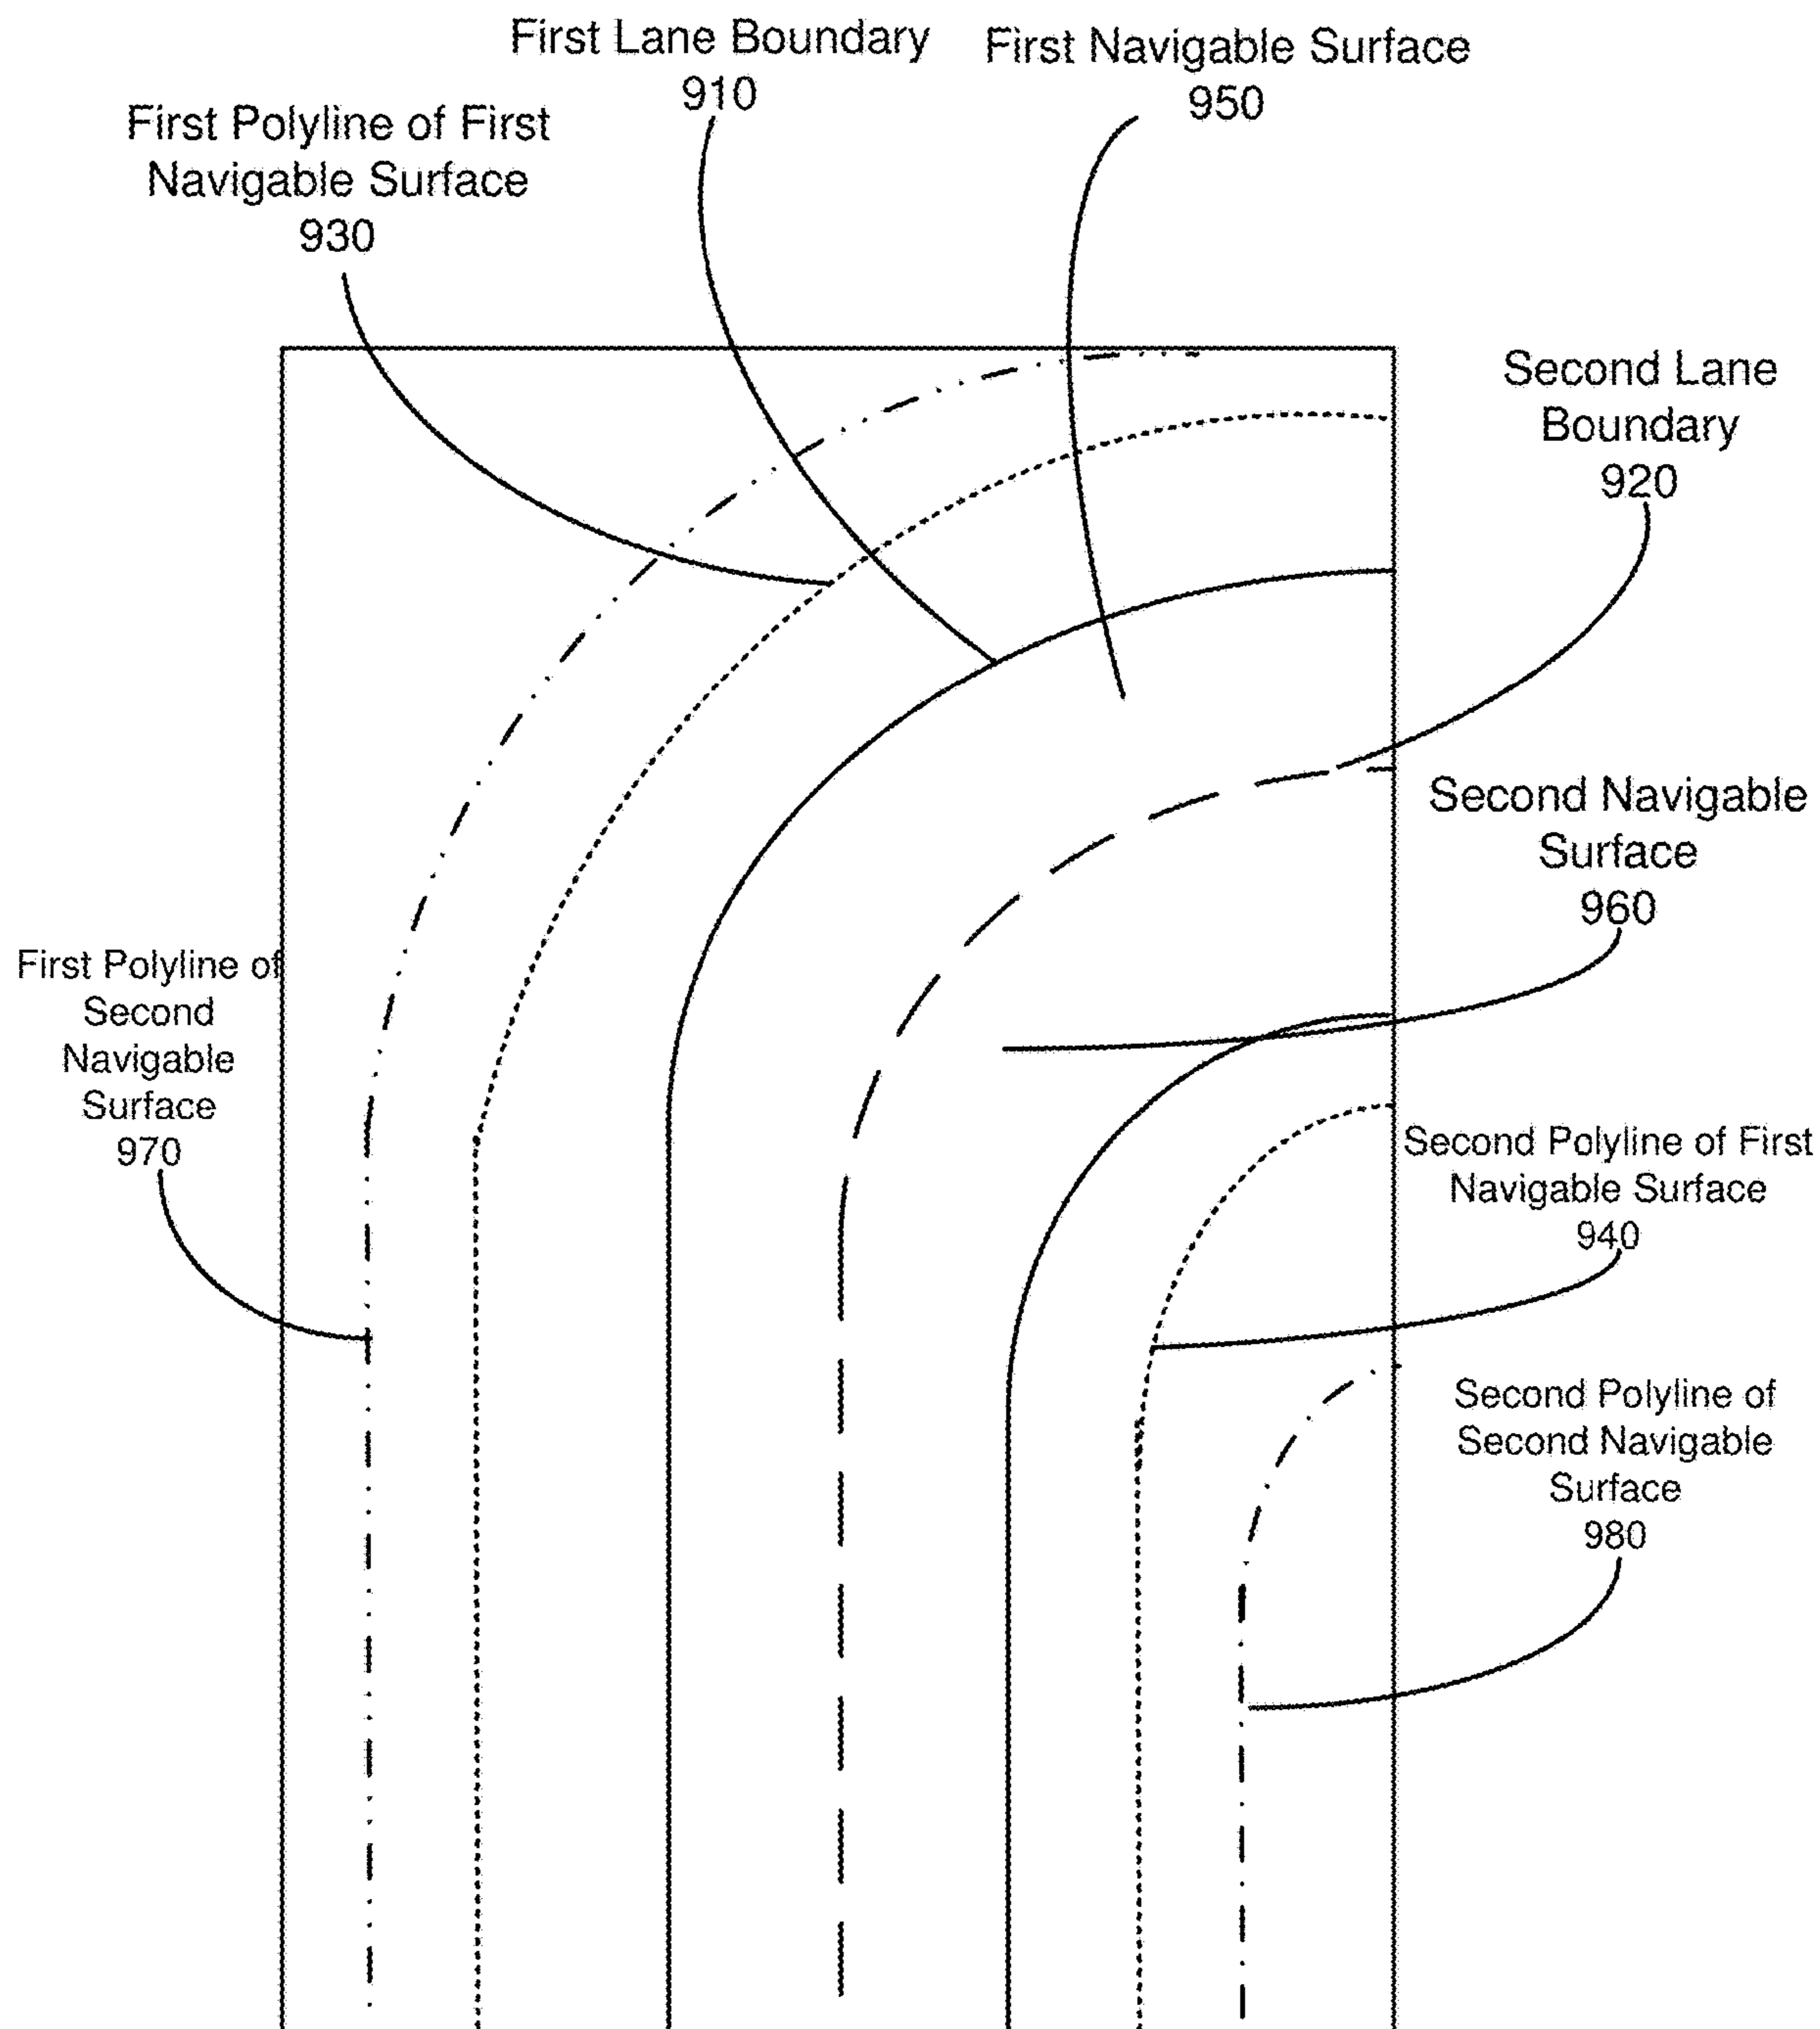 First Lane Boundary
910
First Navigable Surface
950
First Polyline of First
Navigable Surface
930
Second Lane
Boundary
920
Second Navigable
Surface
960
First Polyline of
Second
Navigable
Surface
970
Second Polyline of First
Navigable Surface
940
Second Polyline of
Second Navigable
Surface
980